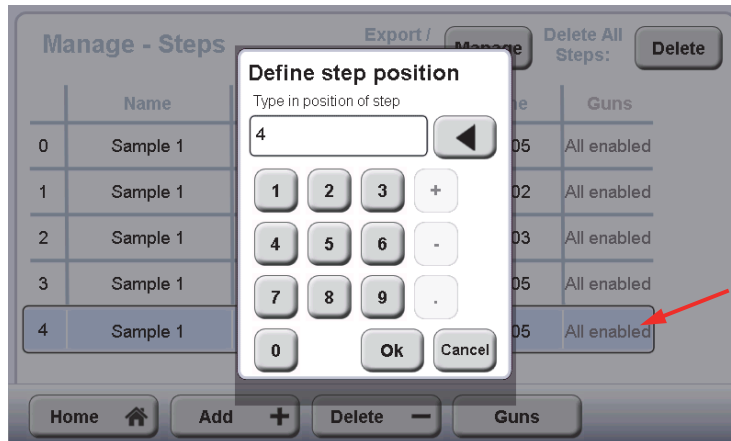 Manage - Steps
Export /
Manage
Delete All
Steps:
Delete
Define step position
Type in position of step
4
Name
Guns
0 Sample 1 05 All enabled
1 Sample 1 02 All enabled
2 Sample 1 03 All enabled
3 Sample 1 05 All enabled
4 Sample 1 05 All enabled
1 2 3 +
4 5 6 -
7 8 9 .
0 Ok Cancel
Home Add + Delete - Guns